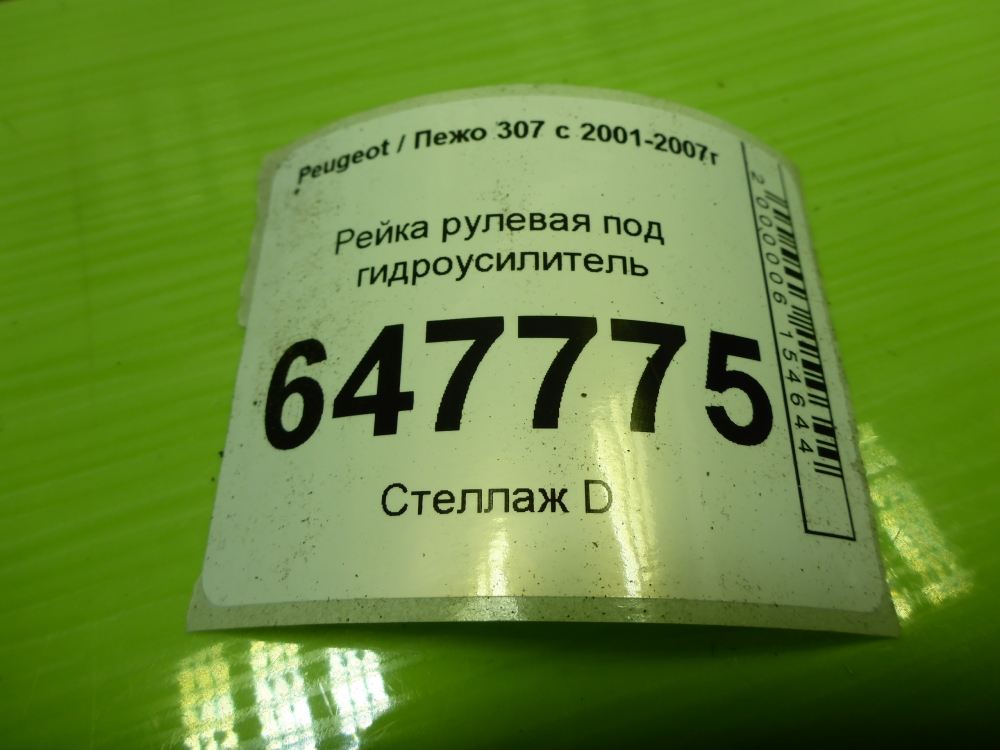 Peugeot / Пежо 307 с 2001-2007г
Рейка рулевая под
гидроусилитель
647775
Стеллаж D
2000006154644